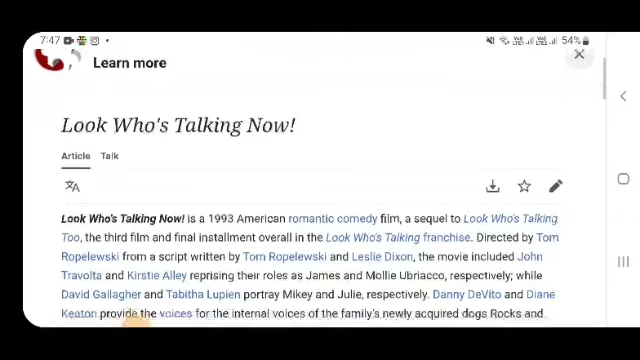 7:47 54%
Learn more
Look Who's Talking Now!
Article Talk
Look Who's Talking Now! is a 1993 American romantic comedy film, a sequel to Look Who's Talking
Too, the third film and final installment overall in the Look Who's Talking franchise. Directed by Tom
Ropelewski from a script written by Tom Ropelewski and Leslie Dixon, the movie included John
Travolta and Kirstie Alley reprising their roles as James and Mollie Ubriacco, respectively; while
David Gallagher and Tabitha Lupien portray Mikey and Julie, respectively. Danny DeVito and Diane
Keaton provide the voices for the internal voices of the family's newly acquired dogs Rocks and